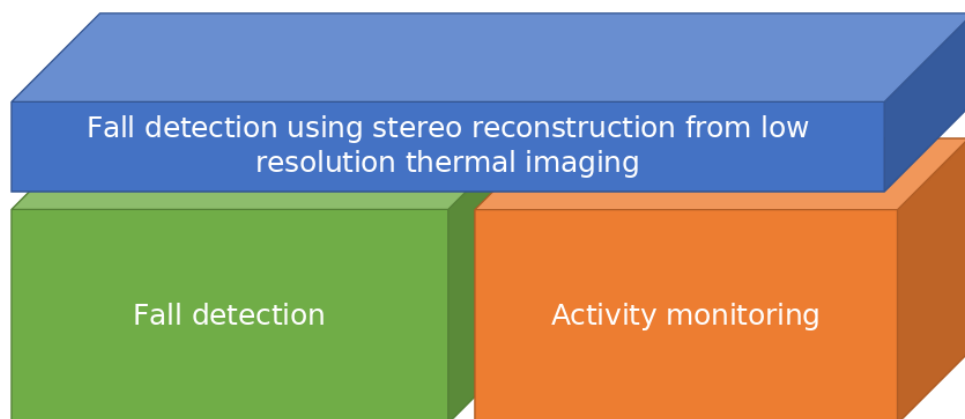 Fall detection using stereo reconstruction from low
resolution thermal imaging
Fall detection
Activity monitoring